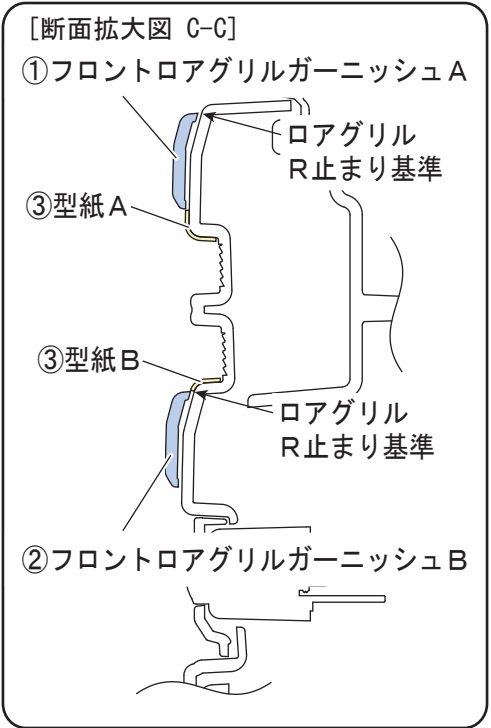 [断面拡大図 C-C]
①フロントロアグリルガーニッシュA
ロアグリル
R止まり基準
③型紙A
③型紙B
ロアグリル
R止まり基準
②フロントロアグリルガーニッシュB